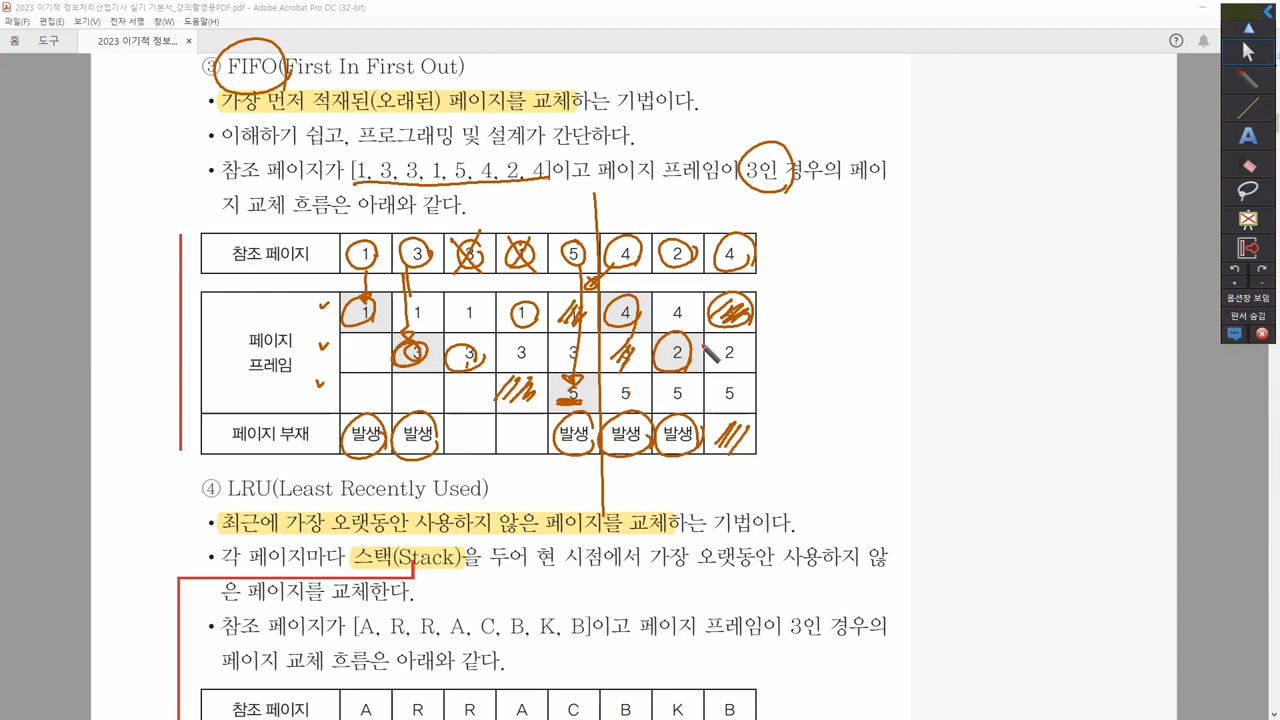 2023 이기적 정보처리산업기사 실기 기본서_강의촬영용PDF.pdf - Adobe Acrobat Pro DC (32-bit)
파일(F) 편집(E) 보기(V) 전자 서명 창(W) 도움말(H)
홈 도구 2023 이기적 정보... ×
③ FIFO(First In First Out)
• 가장 먼저 적재된(오래된) 페이지를 교체하는 기법이다.
• 이해하기 쉽고, 프로그래밍 및 설계가 간단하다.
• 참조 페이지가 [1, 3, 3, 1, 5, 4, 2, 4]이고 페이지 프레임이 3인 경우의 페이
지 교체 흐름은 아래와 같다.
참조 페이지 1 3 3 1 5 4 2 4
1 1 1 1 1 4 4
페이지 프레임 3 3 3 3 2 2
5 5 5 5
페이지 부재 발생 발생 발생 발생 발생
④ LRU(Least Recently Used)
• 최근에 가장 오랫동안 사용하지 않은 페이지를 교체하는 기법이다.
• 각 페이지마다 스택(Stack)을 두어 현 시점에서 가장 오랫동안 사용하지 않
은 페이지를 교체한다.
• 참조 페이지가 [A, R, R, A, C, B, K, B]이고 페이지 프레임이 3인 경우의
페이지 교체 흐름은 아래와 같다.
참조 페이지 A R R A C B K B
A
옵션창 보임
판서 숨김